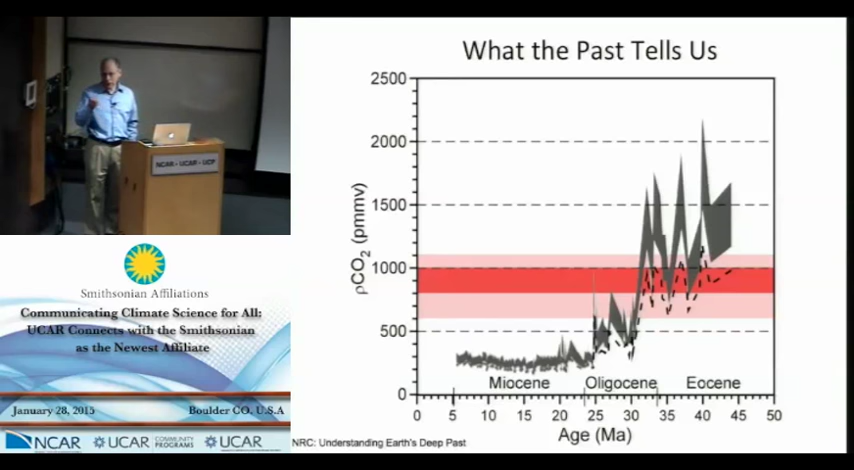 What the Past Tells Us
NCAR • UCAR • UCP
2500
2000
1500
1000
500
0
ρCO2 (pmmv)
Miocene
Oligocene
Eocene
0 5 10 15 20 25 30 35 40 45 50
Age (Ma)
NRC: Understanding Earth's Deep Past
Smithsonian Affiliations
Communicating Climate Science for All:
UCAR Connects with the Smithsonian
as the Newest Affiliate
January 28, 2015
Boulder CO. U.S.A
NCAR
UCAR
COMMUNITY
PROGRAMS
UCAR